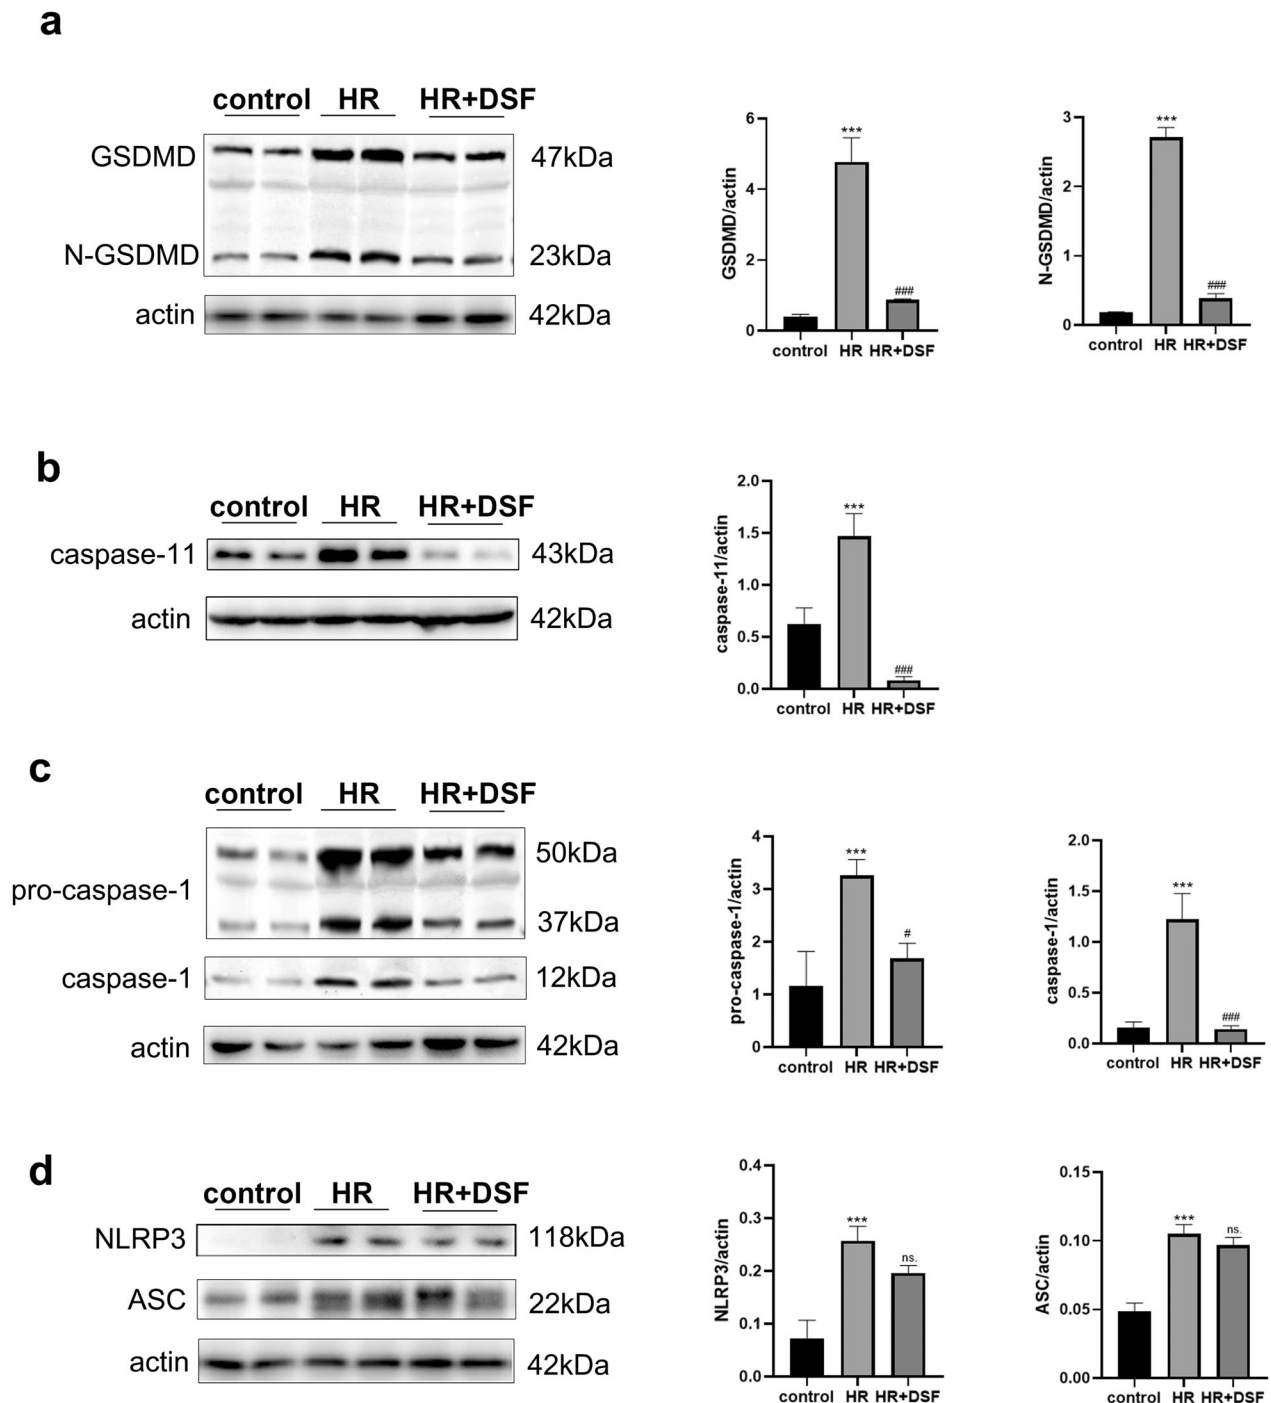 a
control HR HR+DSF
GSDMD 47kDa
N-GSDMD 23kDa
actin 42kDa
GSDMD/actin
6
4
2
0
***
###
control HR HR+DSF
N-GSDMD/actin
3
2
1
0
***
###
control HR HR+DSF
b
control HR HR+DSF
caspase-11 43kDa
actin 42kDa
caspase-11/actin
2.0
1.5
1.0
0.5
0.0
***
###
control HR HR+DSF
c
control HR HR+DSF
50kDa
pro-caspase-1
37kDa
caspase-1 12kDa
actin 42kDa
pro-caspase-1/actin
4
3
2
1
0
***
#
control HR HR+DSF
caspase-1/actin
2.0
1.5
1.0
0.5
0.0
***
###
control HR HR+DSF
d
control HR HR+DSF
NLRP3 118kDa
ASC 22kDa
actin 42kDa
NLRP3/actin
0.4
0.3
0.2
0.1
0.0
***
ns.
control HR HR+DSF
ASC/actin
0.15
0.10
0.05
0.00
***
ns.
control HR HR+DSF